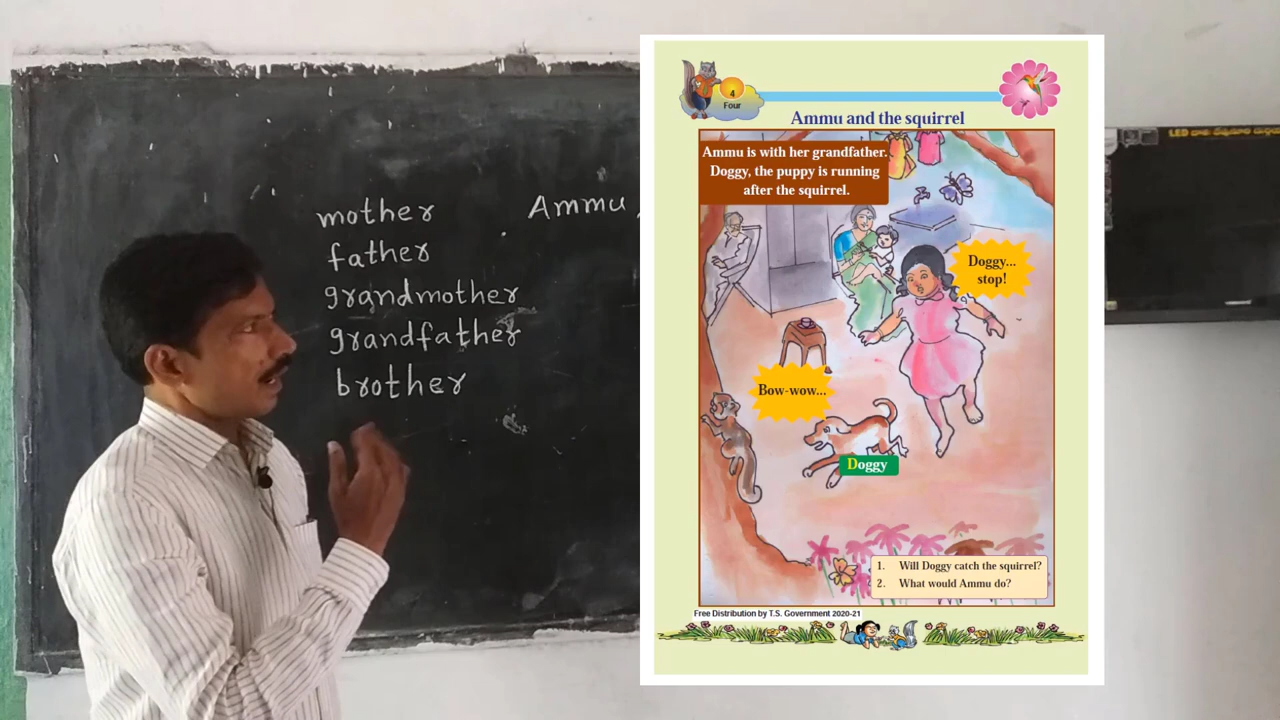 mother
father
grandmother
grandfather
brother
Ammu
4
Four
Ammu and the squirrel
Ammu is with her grandfather.
Doggy, the puppy is running
after the squirrel.
Doggy...
stop!
Bow-wow...
Doggy
1. Will Doggy catch the squirrel?
2. What would Ammu do?
Free Distribution by T.S. Government 2020-21